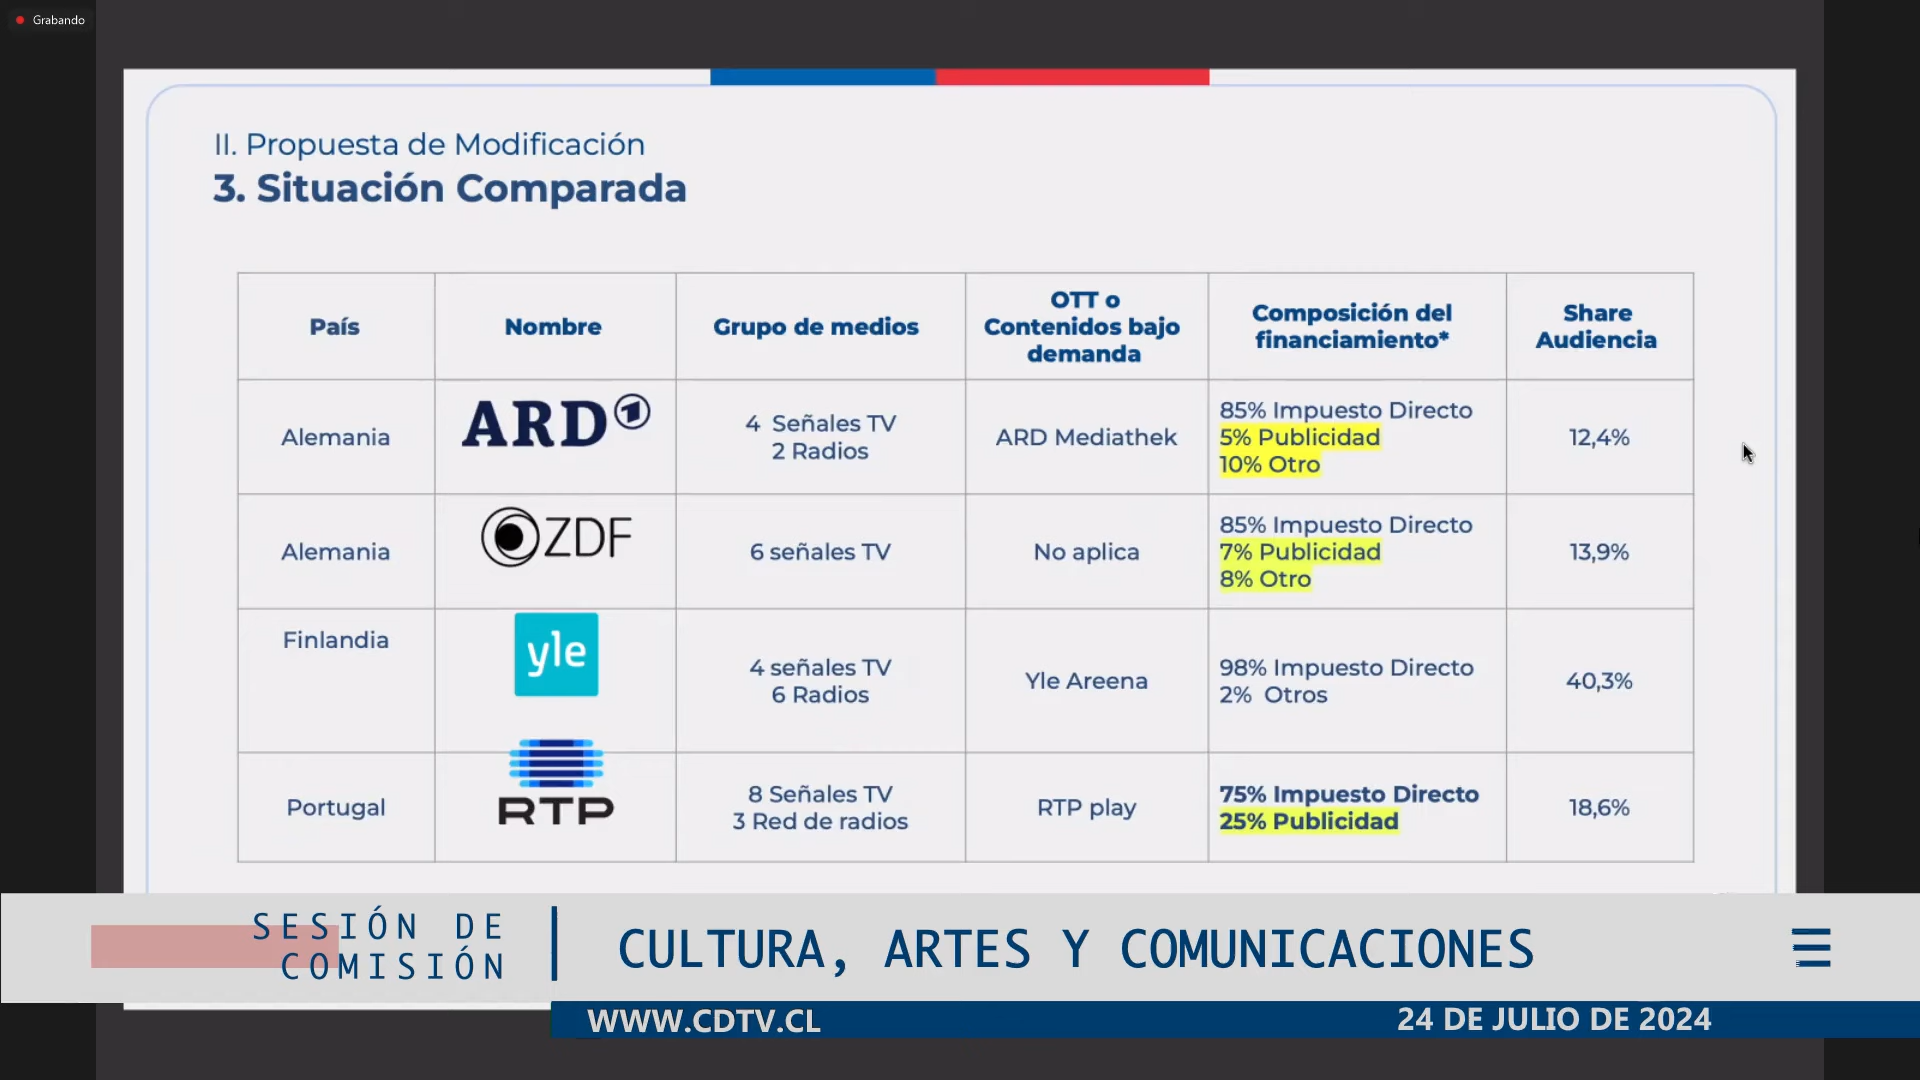 Grabando
II. Propuesta de Modificación
3. Situación Comparada
País
Nombre
Grupo de medios
OTT o
Contenidos bajo
demanda
Composición del
financiamiento*
Share
Audiencia
Alemania
ARD 1
4 Señales TV
2 Radios
ARD Mediathek
85% Impuesto Directo
5% Publicidad
10% Otro
12,4%
Alemania
ZDF
6 señales TV
No aplica
85% Impuesto Directo
7% Publicidad
8% Otro
13,9%
Finlandia
yle
4 señales TV
6 Radios
Yle Areena
98% Impuesto Directo
2% Otros
40,3%
Portugal
RTP
8 Señales TV
3 Red de radios
RTP play
75% Impuesto Directo
25% Publicidad
18,6%
SESIÓN DE
COMISIÓN
CULTURA, ARTES Y COMUNICACIONES
WWW.CDTV.CL
24 DE JULIO DE 2024